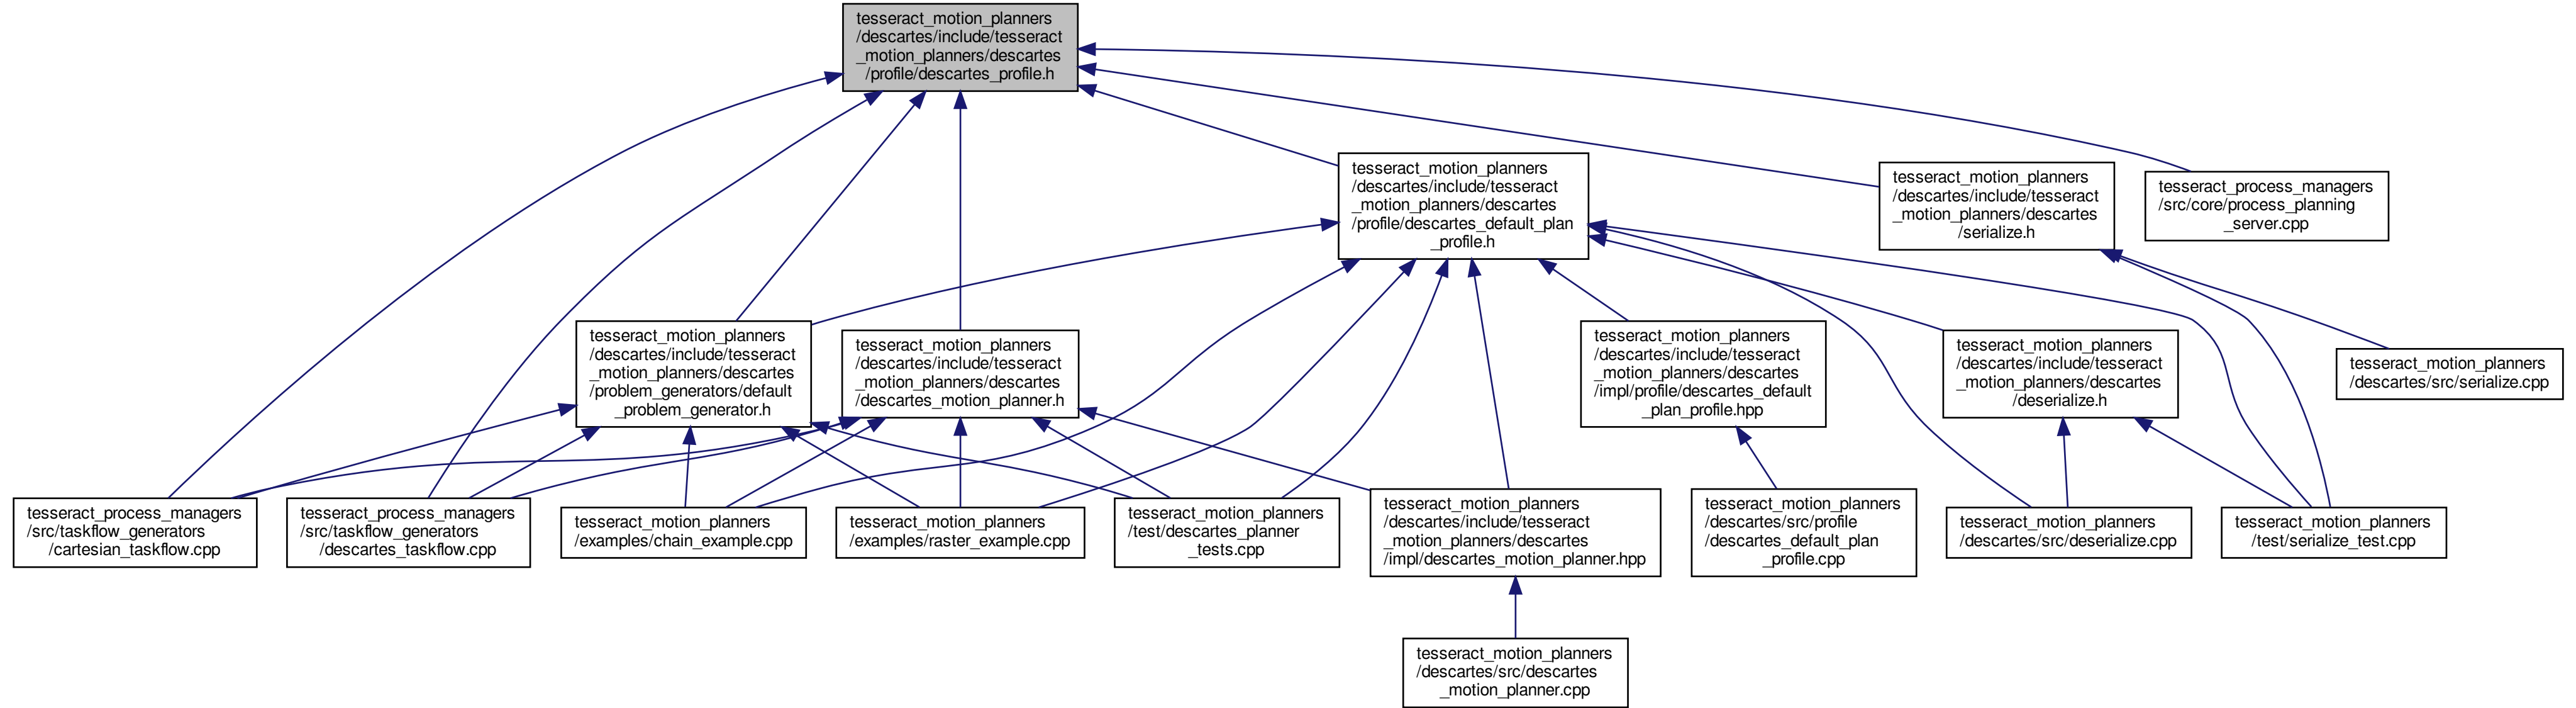 tesseract_motion_planners
/descartes/include/tesseract
_motion_planners/descartes
/profile/descartes_profile.h
tesseract_motion_planners
/descartes/include/tesseract
_motion_planners/descartes
/profile/descartes_default_plan
_profile.h
tesseract_motion_planners
/descartes/include/tesseract
_motion_planners/descartes
/serialize.h
tesseract_process_managers
/src/core/process_planning
_server.cpp
tesseract_motion_planners
/descartes/include/tesseract
_motion_planners/descartes
/problem_generators/default
_problem_generator.h
tesseract_motion_planners
/descartes/include/tesseract
_motion_planners/descartes
/descartes_motion_planner.h
tesseract_motion_planners
/descartes/include/tesseract
_motion_planners/descartes
/impl/profile/descartes_default
_plan_profile.hpp
tesseract_motion_planners
/descartes/include/tesseract
_motion_planners/descartes
/deserialize.h
tesseract_motion_planners
/descartes/src/serialize.cpp
tesseract_process_managers
/src/taskflow_generators
/cartesian_taskflow.cpp
tesseract_process_managers
/src/taskflow_generators
/descartes_taskflow.cpp
tesseract_motion_planners
/examples/chain_example.cpp
tesseract_motion_planners
/examples/raster_example.cpp
tesseract_motion_planners
/test/descartes_planner
_tests.cpp
tesseract_motion_planners
/descartes/include/tesseract
_motion_planners/descartes
/impl/descartes_motion_planner.hpp
tesseract_motion_planners
/descartes/src/profile
/descartes_default_plan
_profile.cpp
tesseract_motion_planners
/descartes/src/deserialize.cpp
tesseract_motion_planners
/test/serialize_test.cpp
tesseract_motion_planners
/descartes/src/descartes
_motion_planner.cpp